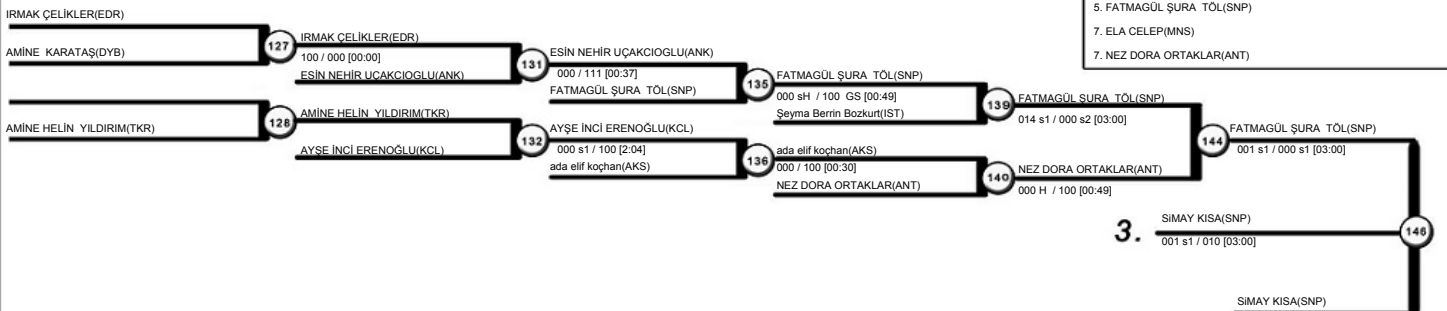 5. FATMAGÜL ŞURA TÖL(SNP)
7. ELA CELEP(MNS)
7. NEZ DORA ORTAKLAR(ANT)
IRMAK ÇELİKLER(EDR)
AMİNE KARATAŞ(DYB)
127
IRMAK ÇELİKLER(EDR)
100 / 000 [00:00]
ESİN NEHİR UÇAKCIOGLU(ANK)
131
ESİN NEHİR UÇAKCIOGLU(ANK)
000 / 111 [00:37]
FATMAGÜL ŞURA TÖL(SNP)
135
FATMAGÜL ŞURA TÖL(SNP)
000 sH / 100 GS [00:49]
Şeyma Berrin Bozkurt(IST)
139
FATMAGÜL ŞURA TÖL(SNP)
014 s1 / 000 s2 [03:00]
AMİNE HELİN YILDIRIM(TKR)
128
AMİNE HELİN YILDIRIM(TKR)
AYŞE İNCİ ERENOĞLU(KCL)
132
AYŞE İNCİ ERENOĞLU(KCL)
000 s1 / 100 [2:04]
ada elif koçhan(AKS)
136
ada elif koçhan(AKS)
000 / 100 [00:30]
NEZ DORA ORTAKLAR(ANT)
140
NEZ DORA ORTAKLAR(ANT)
000 H / 100 [00:49]
144
FATMAGÜL ŞURA TÖL(SNP)
001 s1 / 000 s1 [03:00]
3.
SiMAY KISA(SNP)
001 s1 / 010 [03:00]
146
SiMAY KISA(SNP)